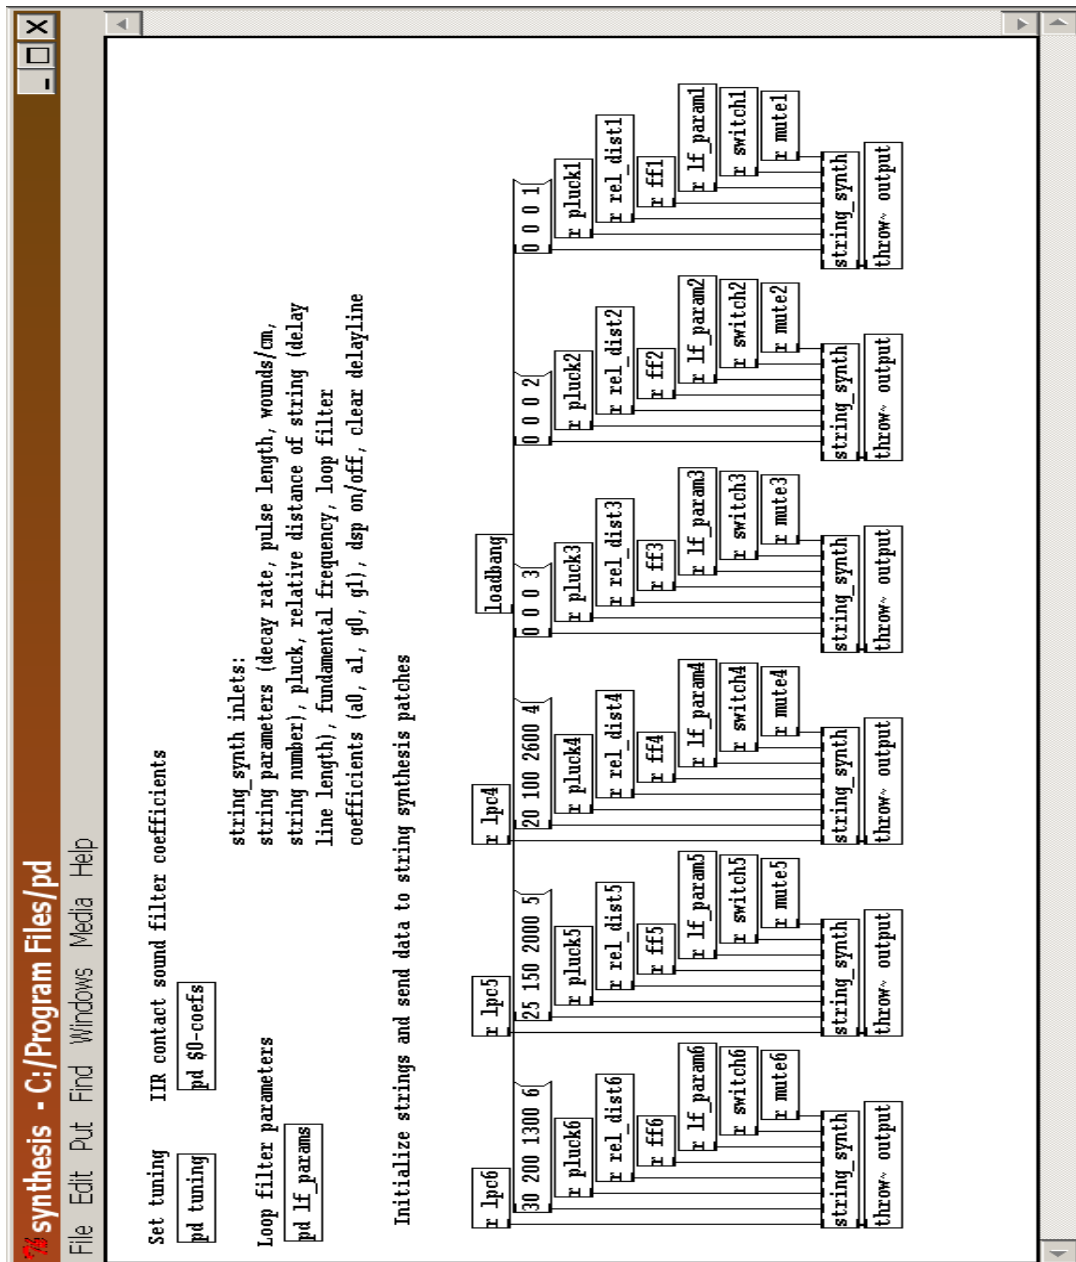 synthesis - C:/Program Files/pd
File Edit Put Find Windows Media Help
Set tuning
pd tuning
IIR contact sound filter coefficients
pd $0-coefs
Loop filter parameters
pd lf_params
string_synth inlets:
string parameters (decay rate, pulse length, wounds/cm,
string number), pluck, relative distance of string (delay
line length), fundamental frequency, loop filter
coefficients (a0, a1, g0, g1), dsp on/off, clear delayline
Initialize strings and send data to string synthesis patches
loadbang
r lpc6
30 200 1300 6
r pluck6
r rel_dist6
r ff6
r lf_param6
r switch6
r mute6
string_synth
throw~ output
r lpc5
25 150 2000 5
r pluck5
r rel_dist5
r ff5
r lf_param5
r switch5
r mute5
string_synth
throw~ output
r lpc4
20 100 2600 4
r pluck4
r rel_dist4
r ff4
r lf_param4
r switch4
r mute4
string_synth
throw~ output
0 0 0 3
r pluck3
r rel_dist3
r ff3
r lf_param3
r switch3
r mute3
string_synth
throw~ output
0 0 0 2
r pluck2
r rel_dist2
r ff2
r lf_param2
r switch2
r mute2
string_synth
throw~ output
0 0 0 1
r pluck1
r rel_dist1
r ff1
r lf_param1
r switch1
r mute1
string_synth
throw~ output